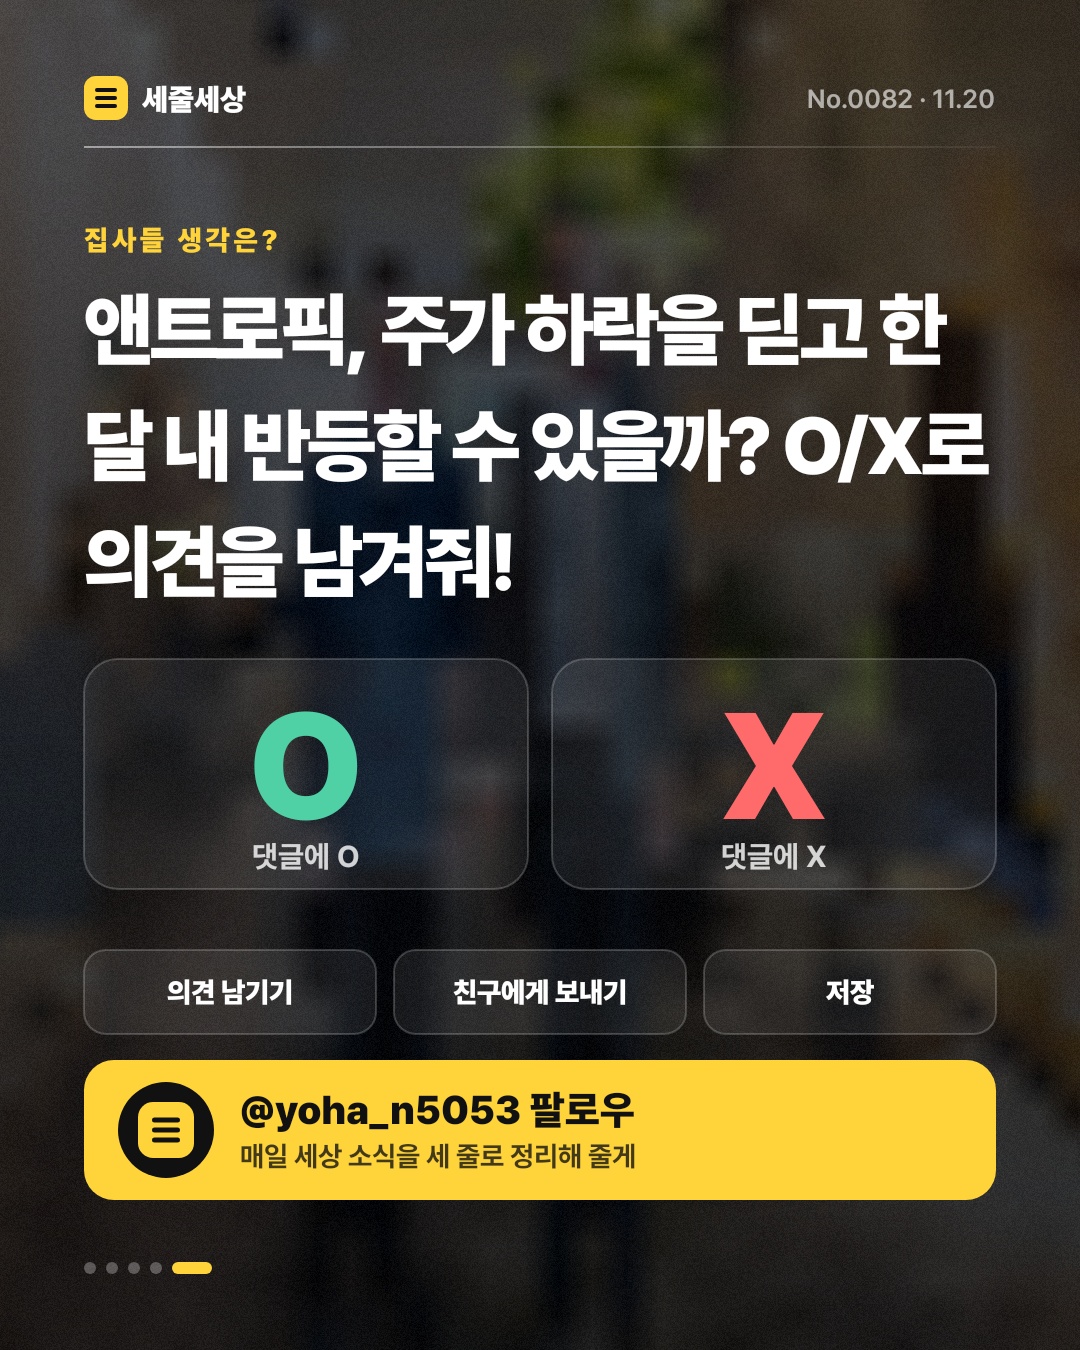 세줄세상
No.0082 · 11.20
집사들 생각은?
앤트로픽, 주가 하락을 딛고 한
달 내 반등할 수 있을까? O/X로
의견을 남겨줘!
O
댓글에 O
X
댓글에 X
의견 남기기
친구에게 보내기
저장
@yoha_n5053 팔로우
매일 세상 소식을 세 줄로 정리해 줄게